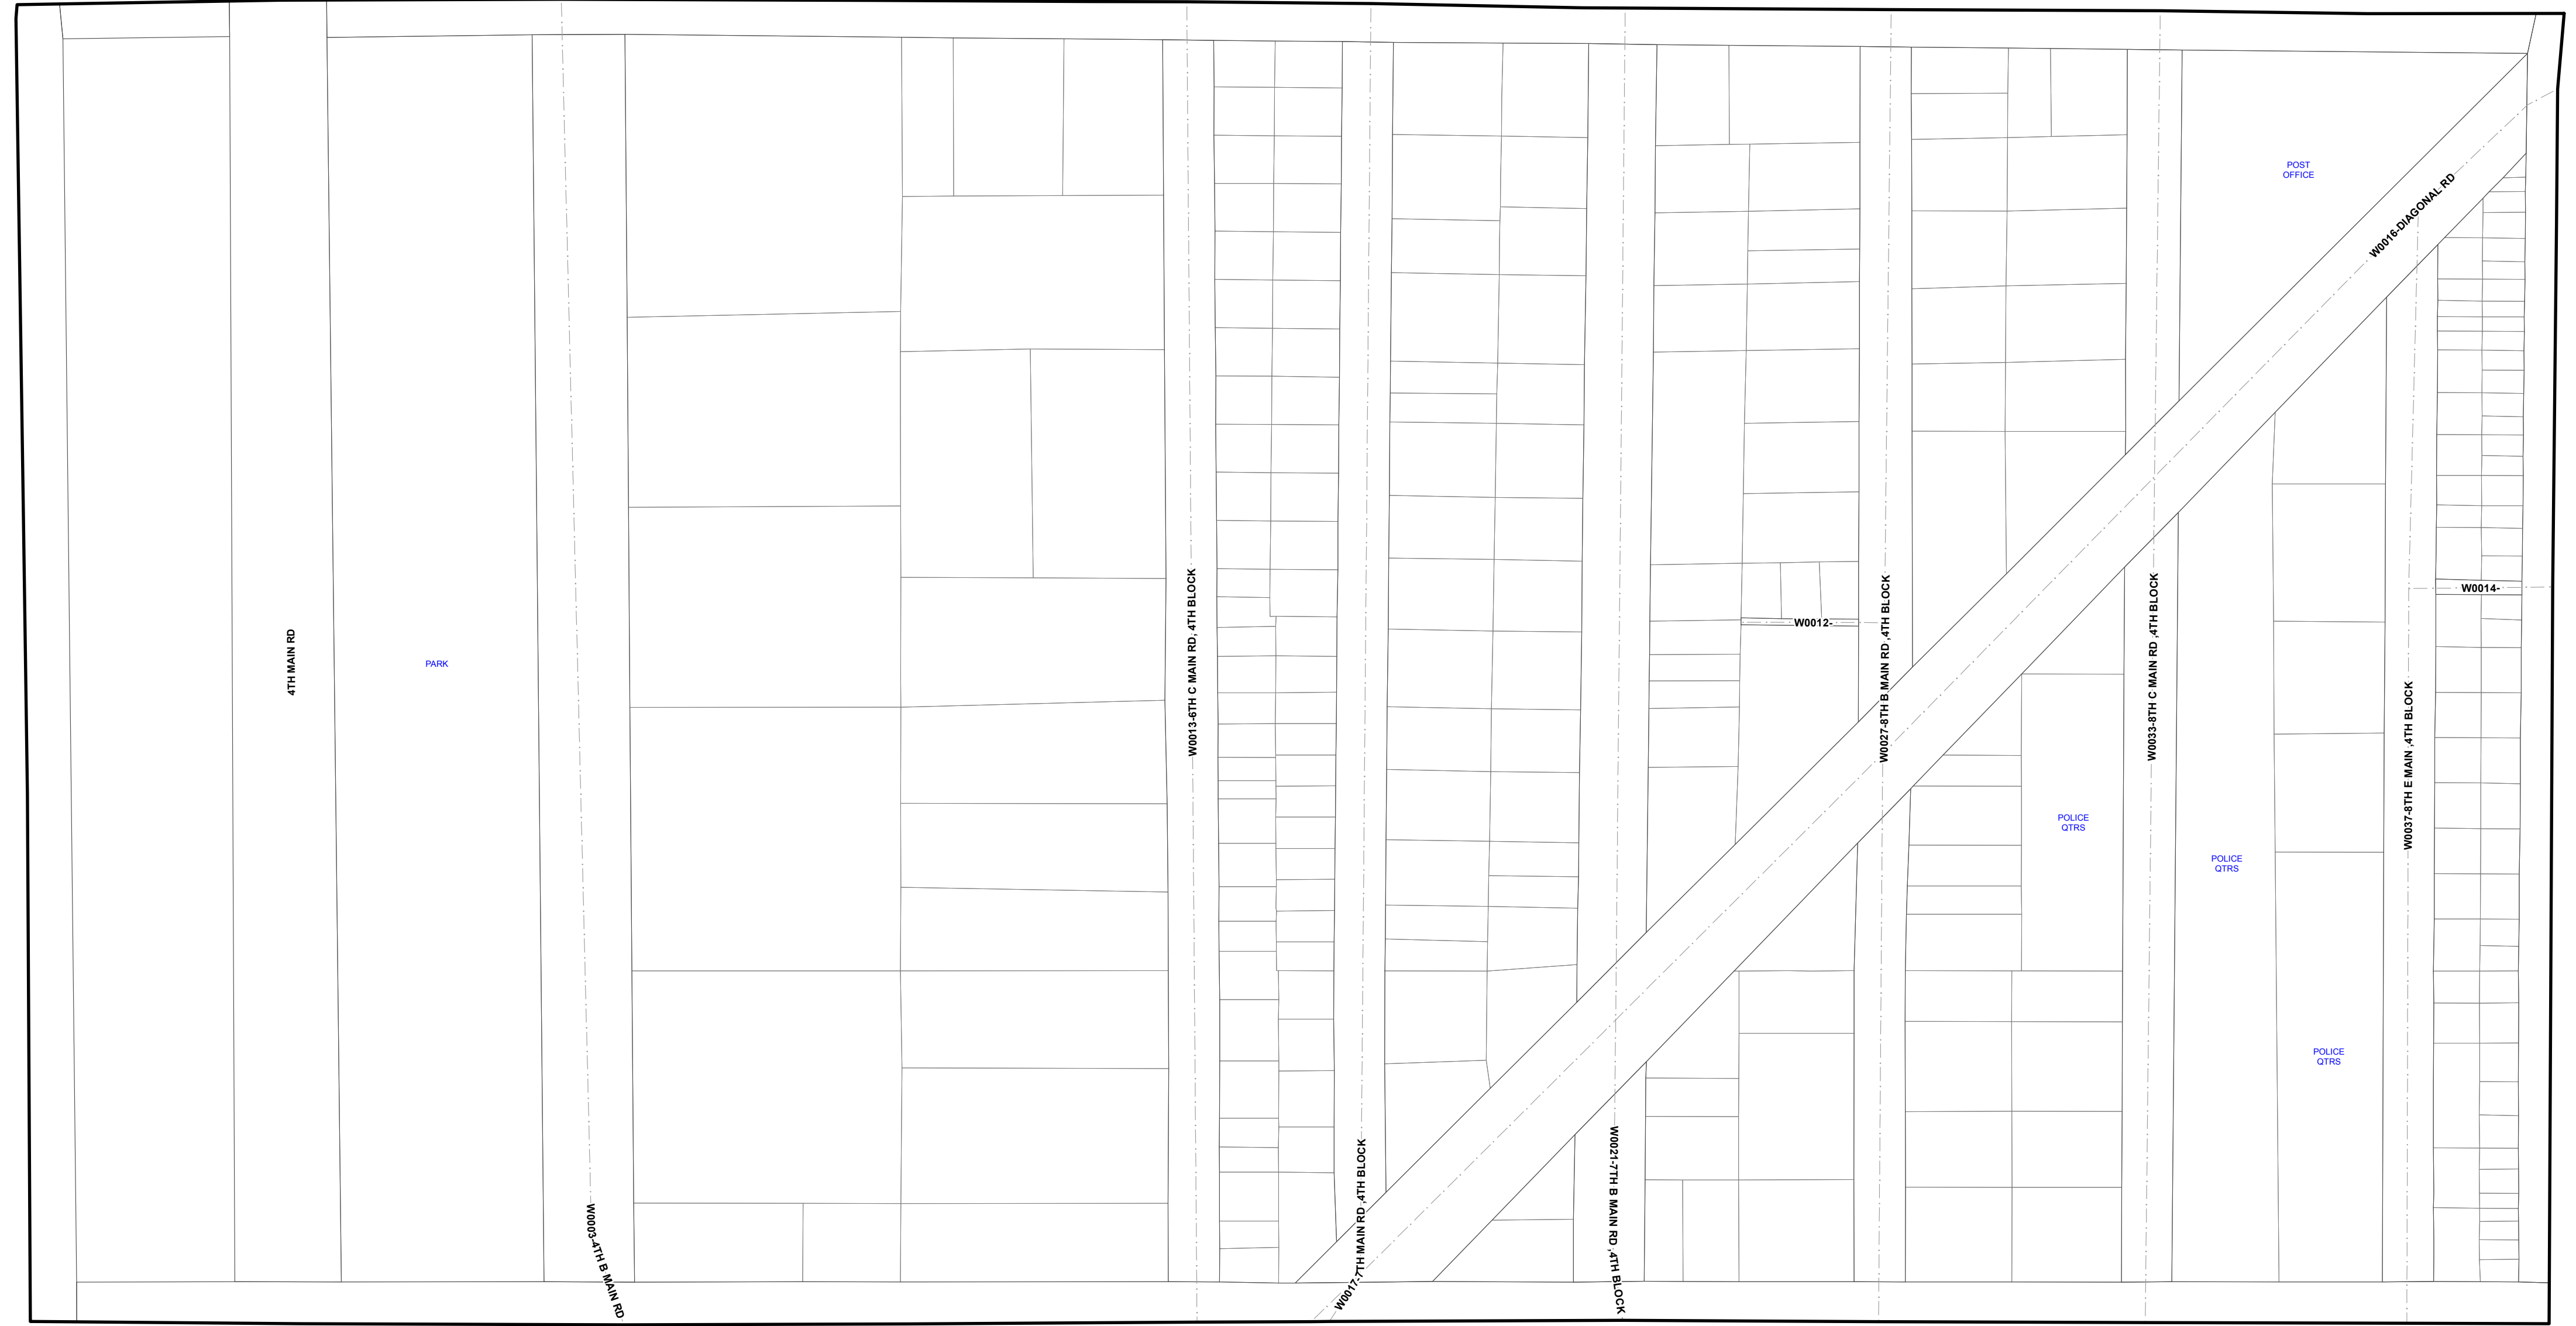 4TH MAIN RD
PARK
W0003-4TH B MAIN RD
W0013-6TH C MAIN RD, 4TH BLOCK
W0017-7TH MAIN RD ,4TH BLOCK
W0021-7TH B MAIN RD ,4TH BLOCK
W0012-
W0027-8TH B MAIN RD ,4TH BLOCK
POLICE
QTRS
W0033-8TH C MAIN RD ,4TH BLOCK
POLICE
QTRS
POST
OFFICE
W0016-DIAGONAL RD
POLICE
QTRS
W0037-8TH E MAIN ,4TH BLOCK
W0014-